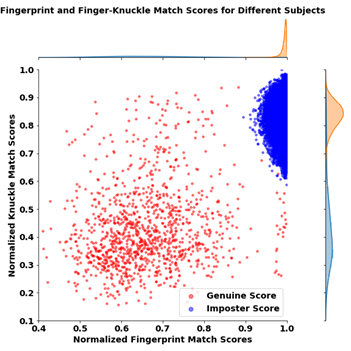 Fingerprint and Finger-Knuckle Match Scores for Different Subjects
1.0
0.9
0.8
0.7
0.6
0.5
0.4
0.3
0.2
0.1
Normalized Knuckle Match Scores
Genuine Score
Imposter Score
0.4 0.5 0.6 0.7 0.8 0.9 1.0
Normalized Fingerprint Match Scores